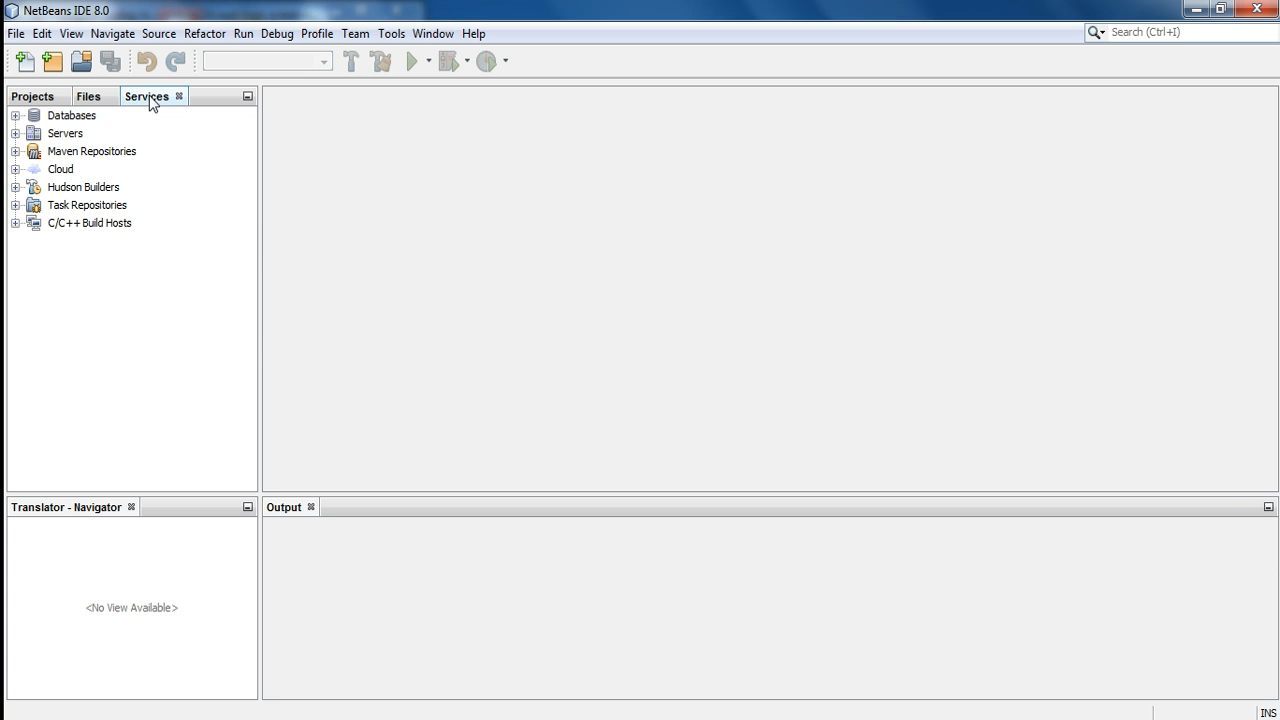 NetBeans IDE 8.0
File Edit View Navigate Source Refactor Run Debug Profile Team Tools Window Help
Search (Ctrl+I)
Projects Files Services
Databases
Servers
Maven Repositories
Cloud
Hudson Builders
Task Repositories
C/C++ Build Hosts
Translator - Navigator
Output
<No View Available>
INS